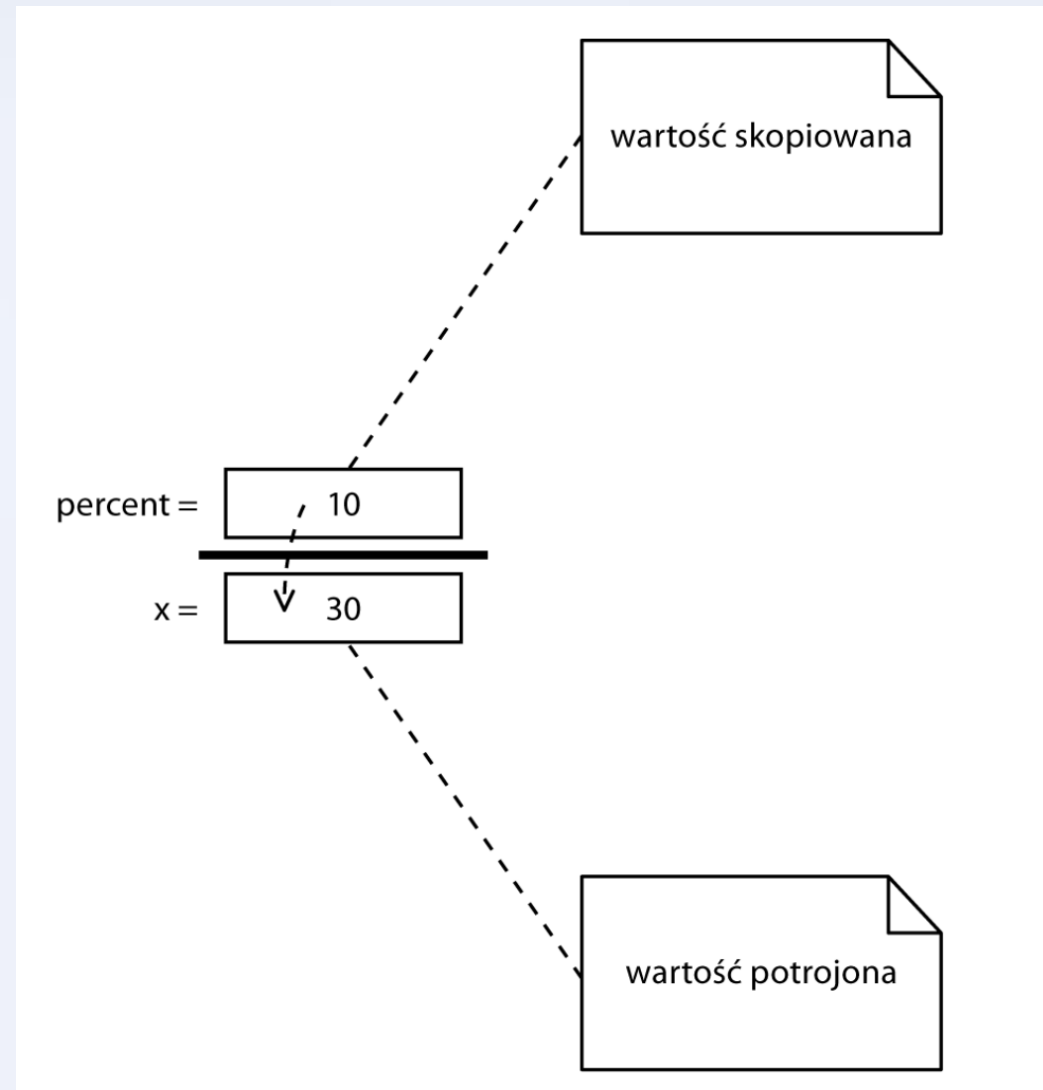 wartość skopiowana
percent = 10
x = 30
wartość potrojona